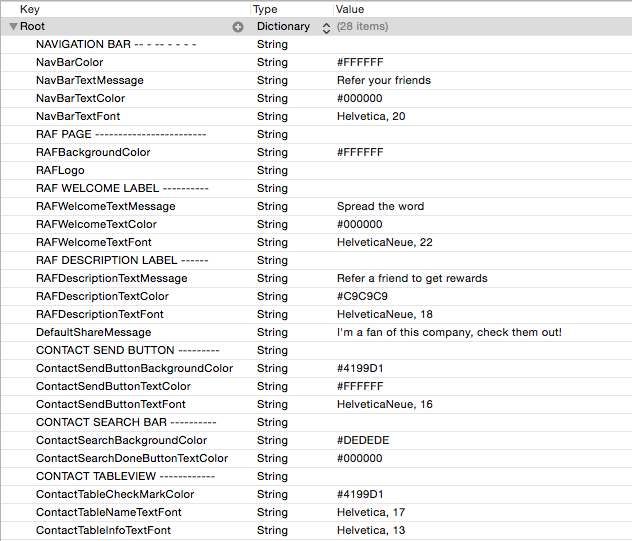 Key Type Value
Root Dictionary (28 items)
NAVIGATION BAR -- - -- - - - - String
NavBarColor String #FFFFFF
NavBarTextMessage String Refer your friends
NavBarTextColor String #000000
NavBarTextFont String Helvetica, 20
RAF PAGE ------------------------ String
RAFBackgroundColor String #FFFFFF
RAFLogo String
RAF WELCOME LABEL ---------- String
RAFWelcomeTextMessage String Spread the word
RAFWelcomeTextColor String #000000
RAFWelcomeTextFont String HelveticaNeue, 22
RAF DESCRIPTION LABEL ------ String
RAFDescriptionTextMessage String Refer a friend to get rewards
RAFDescriptionTextColor String #C9C9C9
RAFDescriptionTextFont String HelveticaNeue, 18
DefaultShareMessage String I'm a fan of this company, check them out!
CONTACT SEND BUTTON --------- String
ContactSendButtonBackgroundColor String #4199D1
ContactSendButtonTextColor String #FFFFFF
ContactSendButtonTextFont String HelveticaNeue, 16
CONTACT SEARCH BAR ---------- String
ContactSearchBackgroundColor String #DEDEDE
ContactSearchDoneButtonTextColor String #000000
CONTACT TABLEVIEW ------------ String
ContactTableCheckMarkColor String #4199D1
ContactTableNameTextFont String Helvetica, 17
ContactTableInfoTextFont String Helvetica, 13